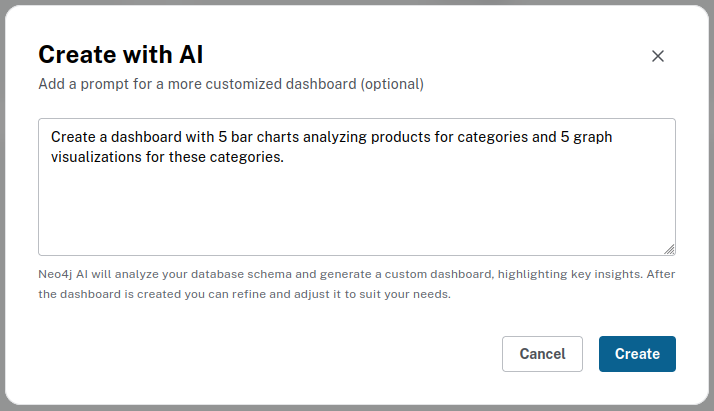 Create with AI
Add a prompt for a more customized dashboard (optional)
Create a dashboard with 5 bar charts analyzing products for categories and 5 graph
visualizations for these categories.
Neo4j AI will analyze your database schema and generate a custom dashboard, highlighting key insights. After
the dashboard is created you can refine and adjust it to suit your needs.
Cancel
Create